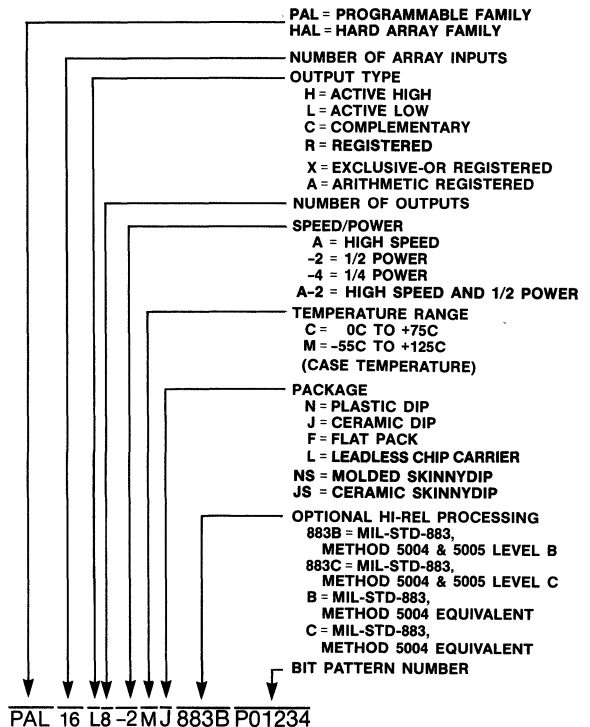 PAL = PROGRAMMABLE FAMILY
HAL = HARD ARRAY FAMILY
NUMBER OF ARRAY INPUTS
OUTPUT TYPE
H = ACTIVE HIGH
L = ACTIVE LOW
C = COMPLEMENTARY
R = REGISTERED
X = EXCLUSIVE-OR REGISTERED
A = ARITHMETIC REGISTERED
NUMBER OF OUTPUTS
SPEED/POWER
A = HIGH SPEED
-2 = 1/2 POWER
-4 = 1/4 POWER
A-2 = HIGH SPEED AND 1/2 POWER
TEMPERATURE RANGE
C = 0C TO +75C
M = -55C TO +125C
(CASE TEMPERATURE)
PACKAGE
N = PLASTIC DIP
J = CERAMIC DIP
F = FLAT PACK
L = LEADLESS CHIP CARRIER
NS = MOLDED SKINNYDIP
JS = CERAMIC SKINNYDIP
OPTIONAL HI-REL PROCESSING
883B = MIL-STD-883,
METHOD 5004 & 5005 LEVEL B
883C = MIL-STD-883,
METHOD 5004 & 5005 LEVEL C
B = MIL-STD-883,
METHOD 5004 EQUIVALENT
C = MIL-STD-883,
METHOD 5004 EQUIVALENT
BIT PATTERN NUMBER
PAL 16 L8 -2 M J 883B P01234